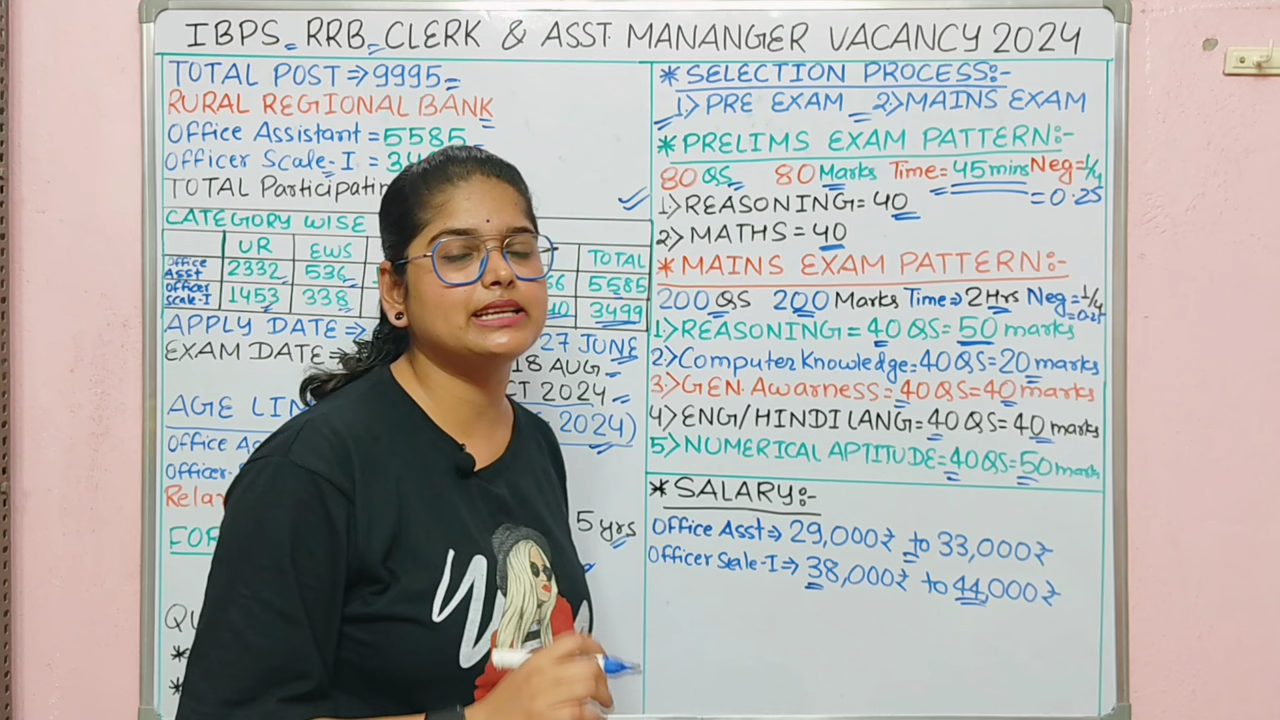 IBPS RRB CLERK & ASST MANANGER VACANCY 2024
TOTAL POST ⇒ 9995
RURAL REGIONAL BANK
Office Assistant = 5585
Officer Scale-I = 34
TOTAL
CATEGORY WISE
UR EWS TOTAL
Office Asst 2332 536 66 5585
Officer Scale-I 1453 338 10 3499
APPLY DATE ⇒ 27 JUNE
EXAM DATE ⇒ 18 AUG
CT 2024
AGE 2024)
Office
Officer
5 yrs
FOR
* SELECTION PROCESS:-
1> PRE EXAM 2> MAINS EXAM
* PRELIMS EXAM PATTERN:-
80 QS 80 Marks Time = 45 mins Neg = 1/4
= 0.25
1> REASONING = 40
2> MATHS = 40
* MAINS EXAM PATTERN:-
200 QS 200 Marks Time ⇒ 2 Hrs Neg = 1/4
= 0.25
1> REASONING = 40 QS = 50 marks
2> Computer Knowledge = 40 QS = 20 marks
3> GEN. Awarness = 40 QS = 40 marks
4> ENG/HINDI LANG = 40 QS = 40 marks
5> NUMERICAL APTITUDE = 40 QS = 50 marks
* SALARY:-
Office Asst ⇒ 29,000₹ to 33,000₹
Officer Scale-I ⇒ 38,000₹ to 44,000₹